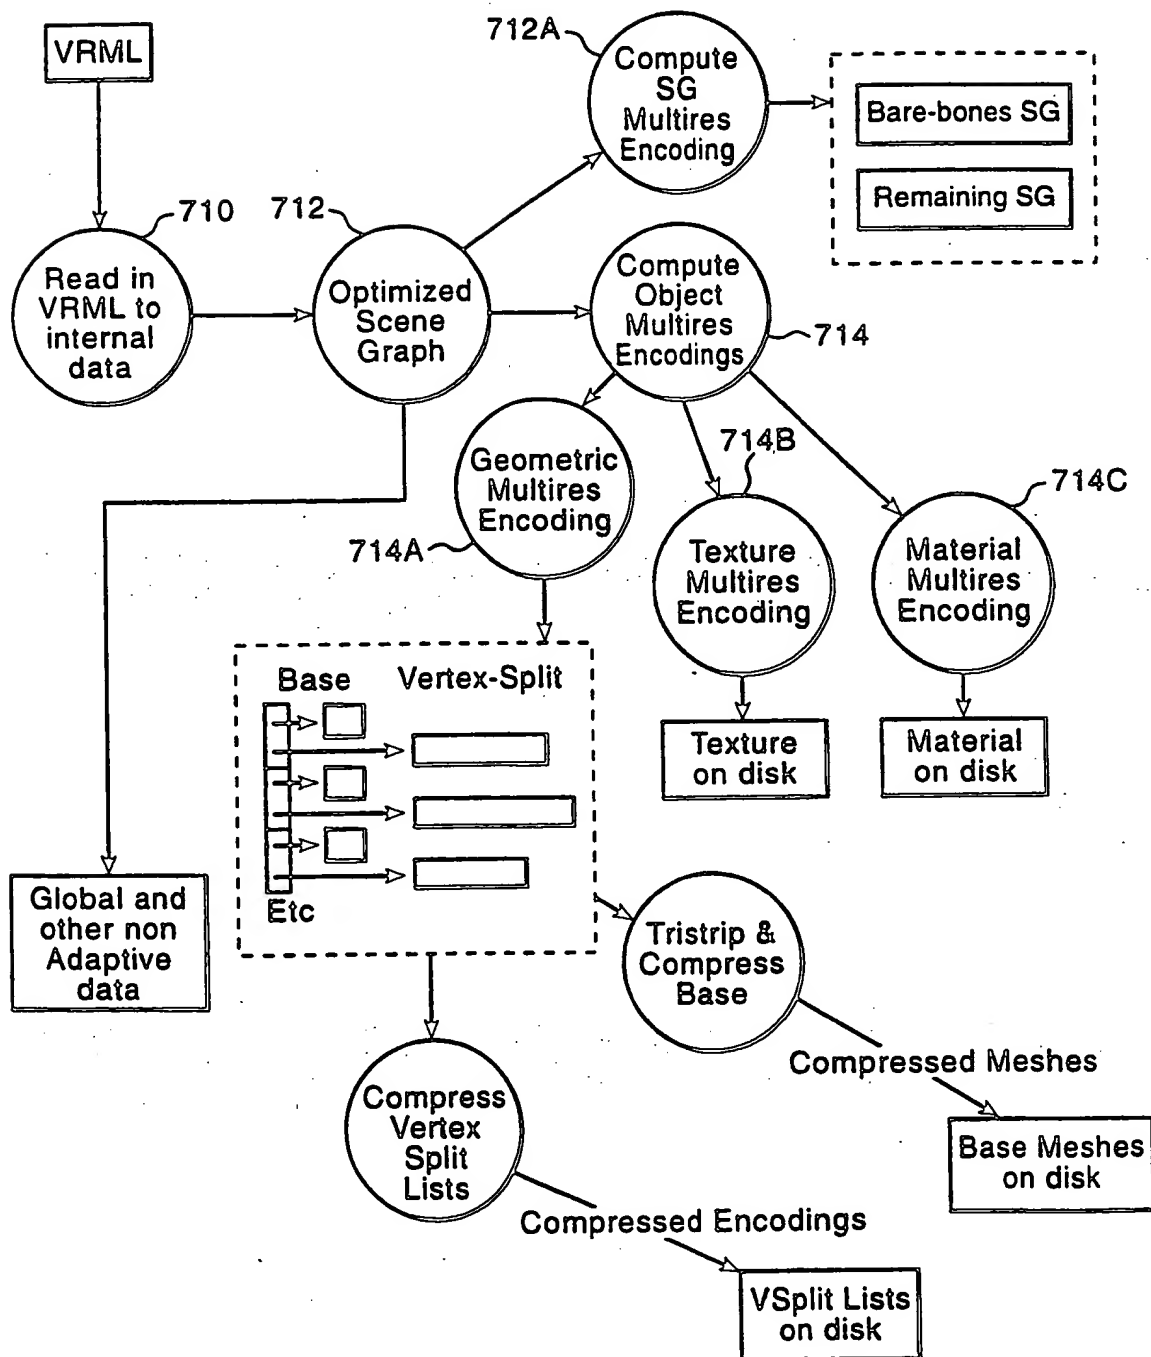 712A
VRML
Compute
SG
Multires
Encoding
Bare-bones SG
Remaining SG
710
712
Read in
VRML to
internal
data
Optimized
Scene
Graph
Compute
Object
Multires
Encodings
714
714B
714C
Geometric
Multires
Encoding
714A
Texture
Multires
Encoding
Material
Multires
Encoding
Base
Vertex-Split
Etc
Texture
on disk
Material
on disk
Global and
other non
Adaptive
data
Tristrip &
Compress
Base
Compressed Meshes
Base Meshes
on disk
Compress
Vertex
Split
Lists
Compressed Encodings
VSplit Lists
on disk